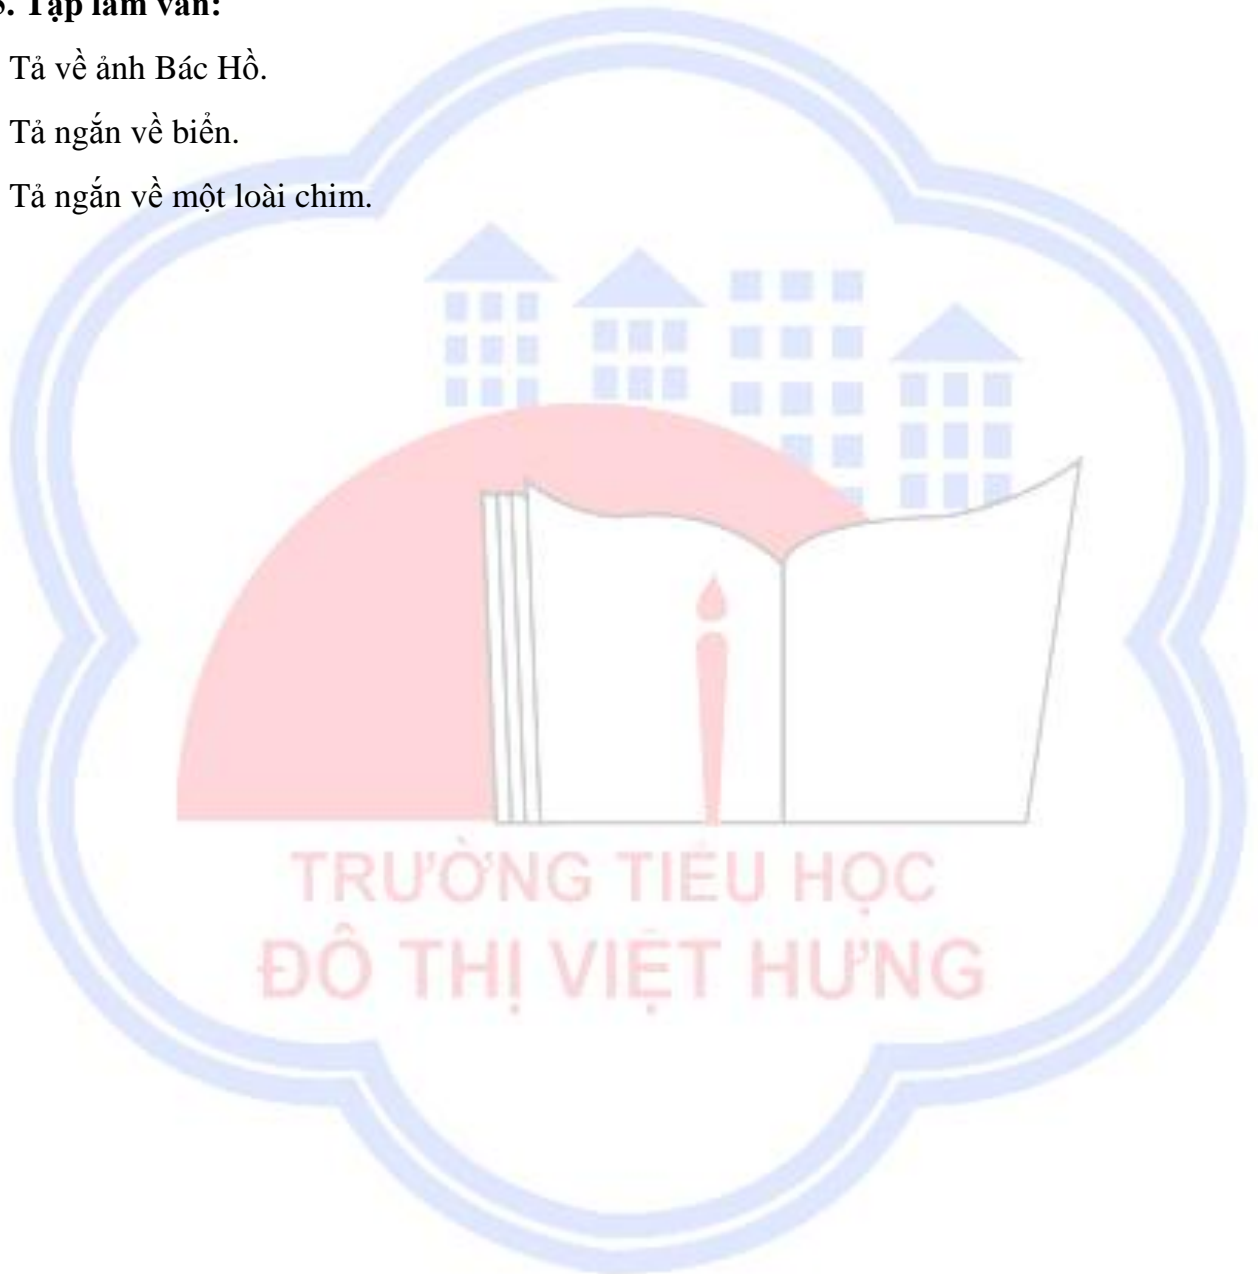 5. Tập làm văn:
Tả về ảnh Bác Hồ.
Tả ngắn về biển.
Tả ngắn về một loài chim.
TRƯỜNG TIỂU HỌC
ĐÔ THỊ VIỆT HƯNG